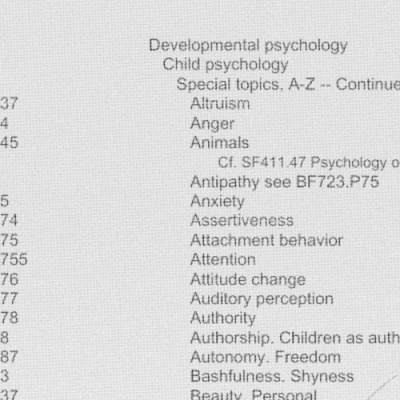 Developmental psychology
Child psychology
Special topics, A-Z -- Continue
37 Altruism
4 Anger
45 Animals
Cf. SF411.47 Psychology o
Antipathy see BF723.P75
5 Anxiety
74 Assertiveness
75 Attachment behavior
755 Attention
76 Attitude change
77 Auditory perception
78 Authority
8 Authorship. Children as auth
87 Autonomy. Freedom
3 Bashfulness. Shyness
37 Beauty, Personal